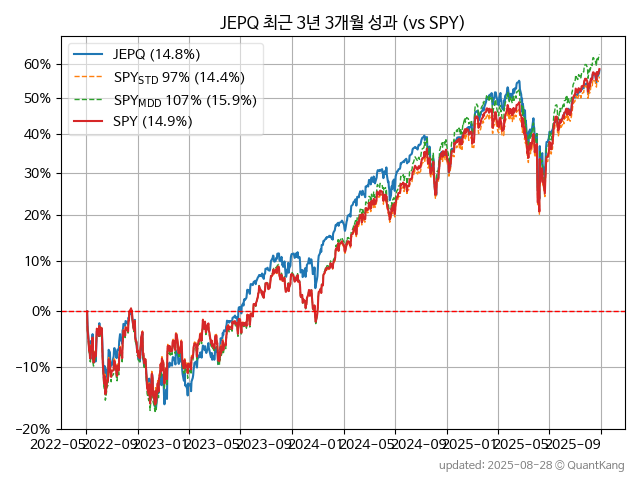 JEPQ 최근 3년 3개월 성과 (vs SPY)
JEPQ (14.8%)
SPY_STD 97% (14.4%)
SPY_MDD 107% (15.9%)
SPY (14.9%)
60%
50%
40%
30%
20%
10%
0%
−10%
−20%
2022-05 2022-09 2023-01 2023-05 2023-09 2024-01 2024-05 2024-09 2025-01 2025-05 2025-09
updated: 2025-08-28 © QuantKang